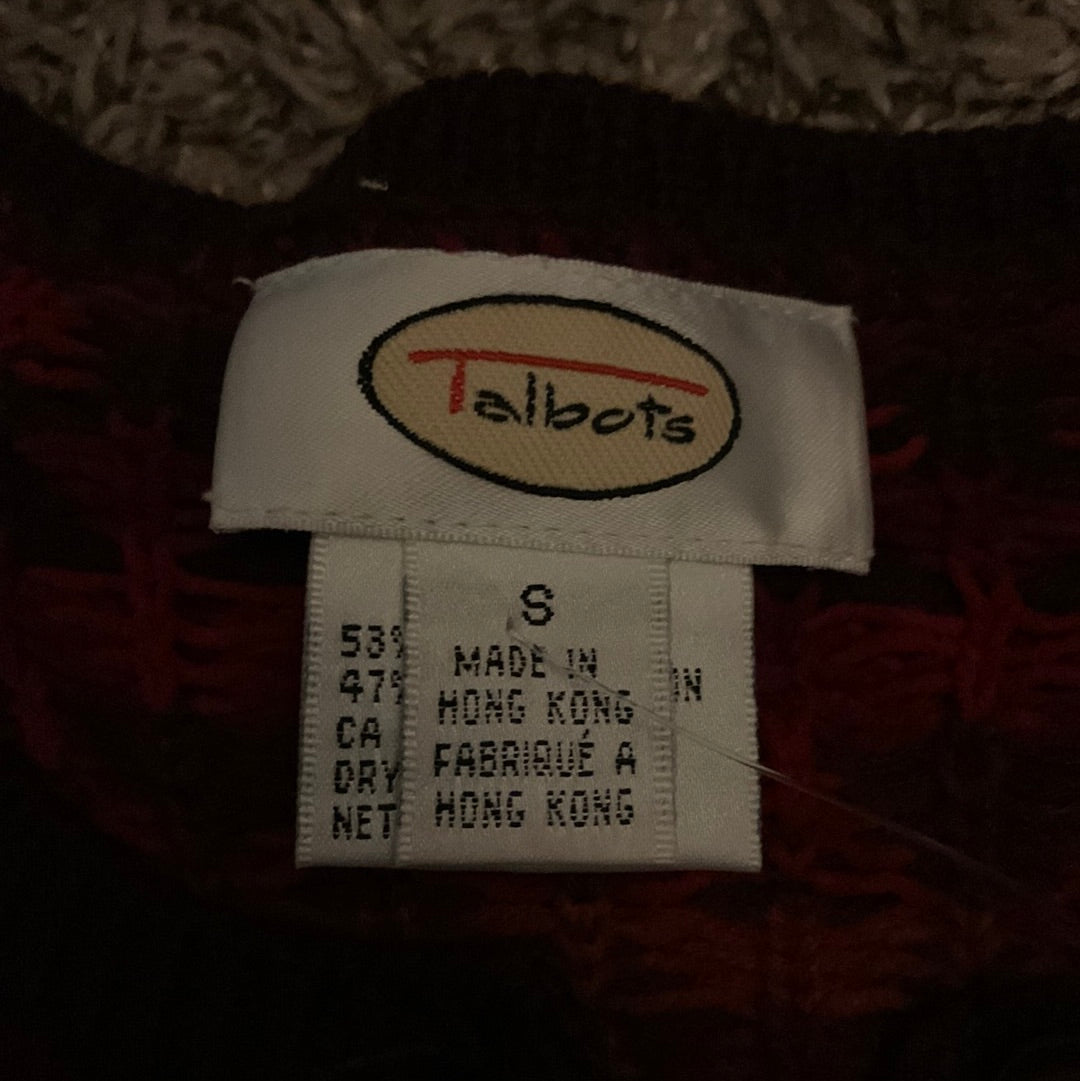 Talbots
S
MADE IN
HONG KONG
FABRIQUÉ A
HONG KONG
53%
47%
CA
DRY
NET